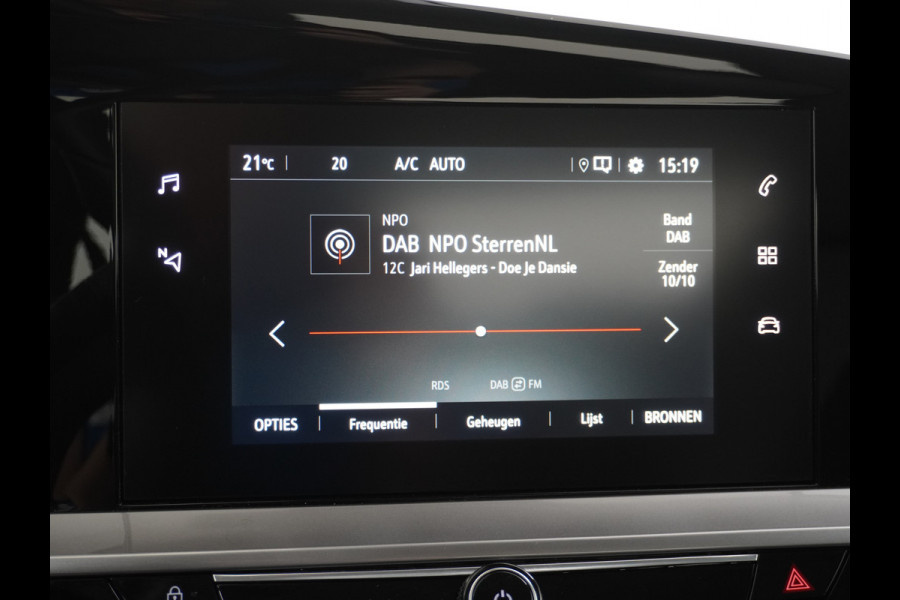 21°C 20 A/C AUTO 15:19
NPO
DAB NPO SterrenNL
12C Jari Hellegers - Doe Je Dansie
Band
DAB
Zender
10/10
N
RDS DAB FM
OPTIES Frequentie Geheugen Lijst BRONNEN